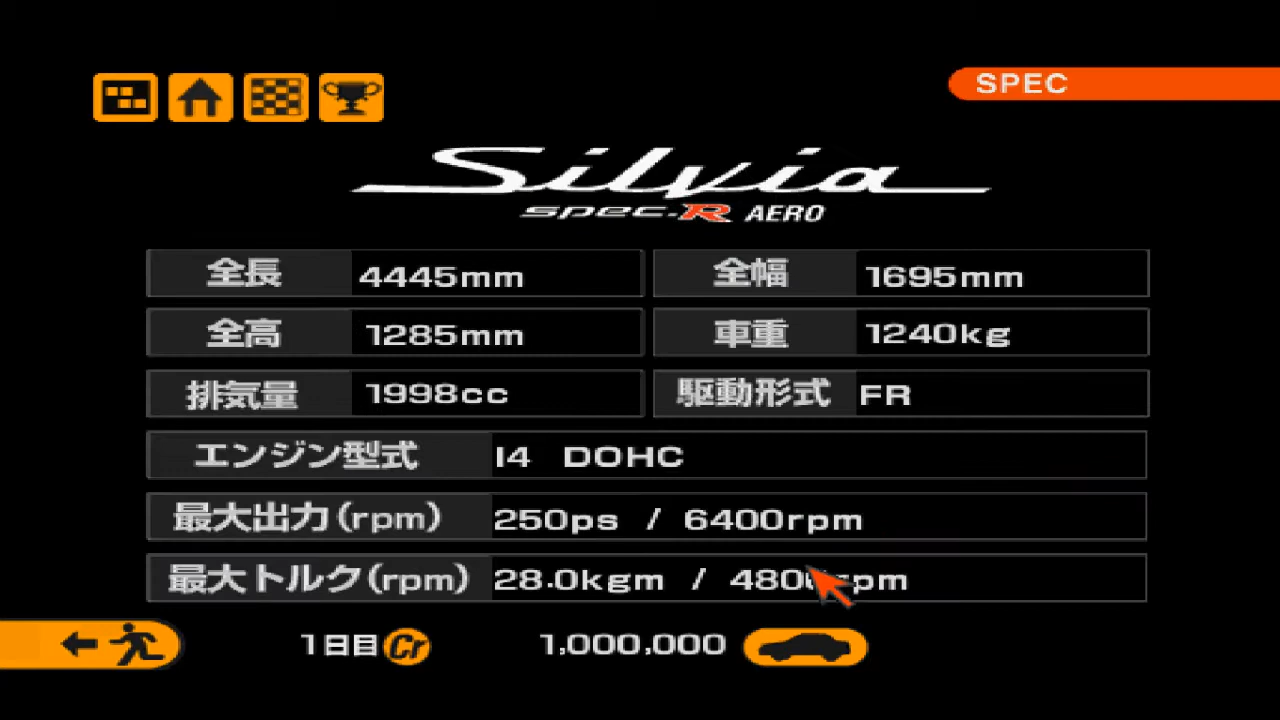 SPEC
Silvia
spec-R AERO
全長 4445mm 全幅 1695mm
全高 1285mm 車重 1240kg
排気量 1998cc 駆動形式 FR
エンジン型式 I4 DOHC
最大出力(rpm) 250ps / 6400rpm
最大トルク(rpm) 28.0kgm / 4800rpm
1日目 Cr 1,000,000